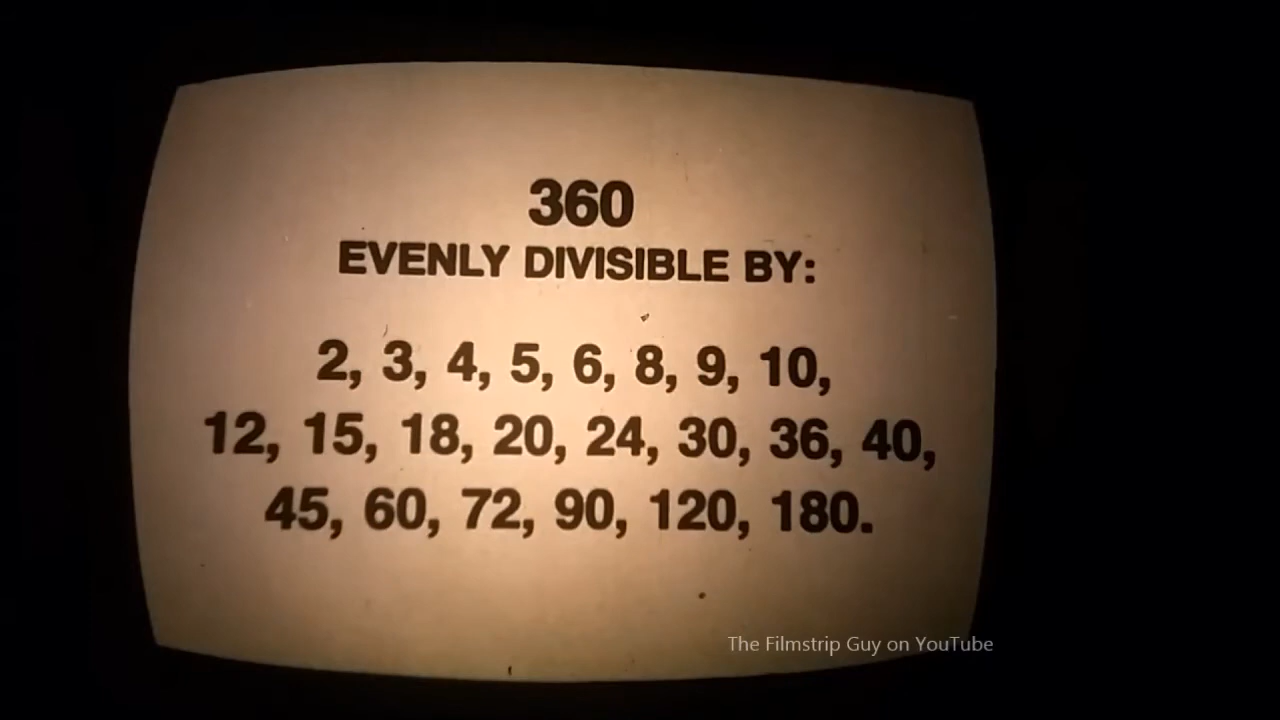 360
EVENLY DIVISIBLE BY:
2, 3, 4, 5, 6, 8, 9, 10,
12, 15, 18, 20, 24, 30, 36, 40,
45, 60, 72, 90, 120, 180.
The Filmstrip Guy on YouTube